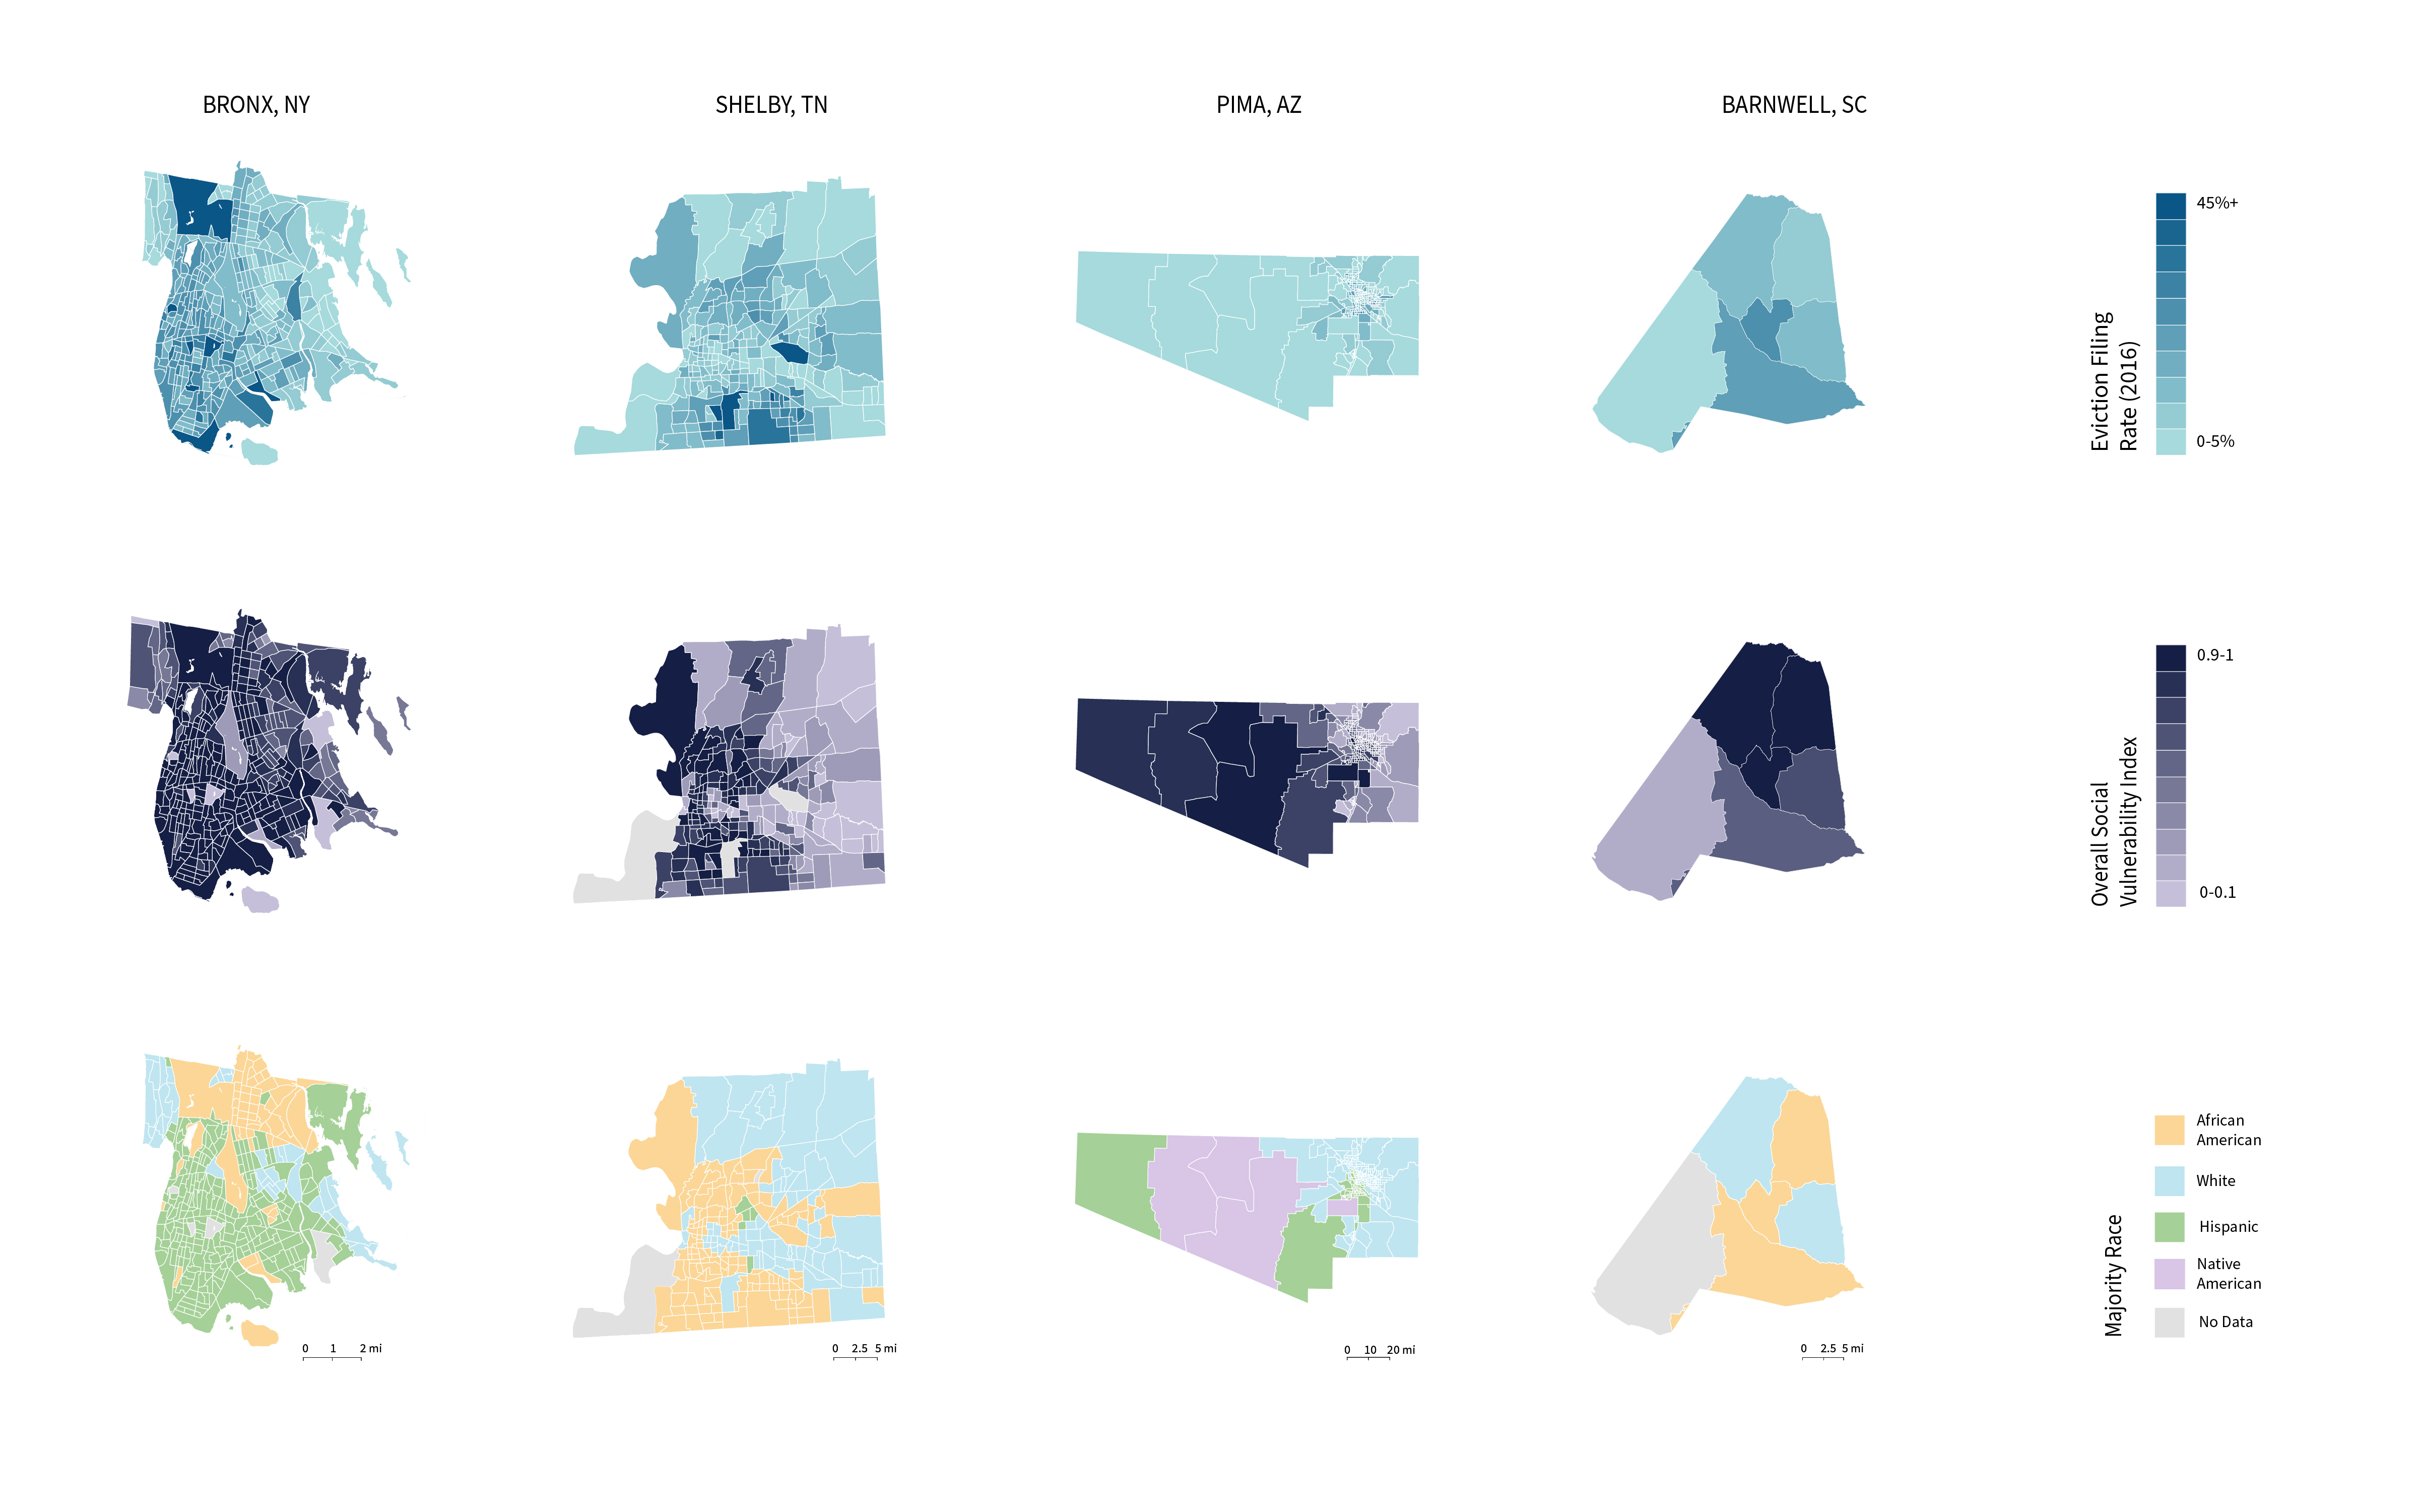 BRONX, NY
SHELBY, TN
PIMA, AZ
BARNWELL, SC
Eviction Filing
Rate (2016)
45%+
0-5%
Overall Social
Vulnerability Index
0.9-1
0-0.1
Majority Race
African
American
White
Hispanic
Native
American
No Data
0 1 2 mi
0 2.5 5 mi
0 10 20 mi
0 2.5 5 mi